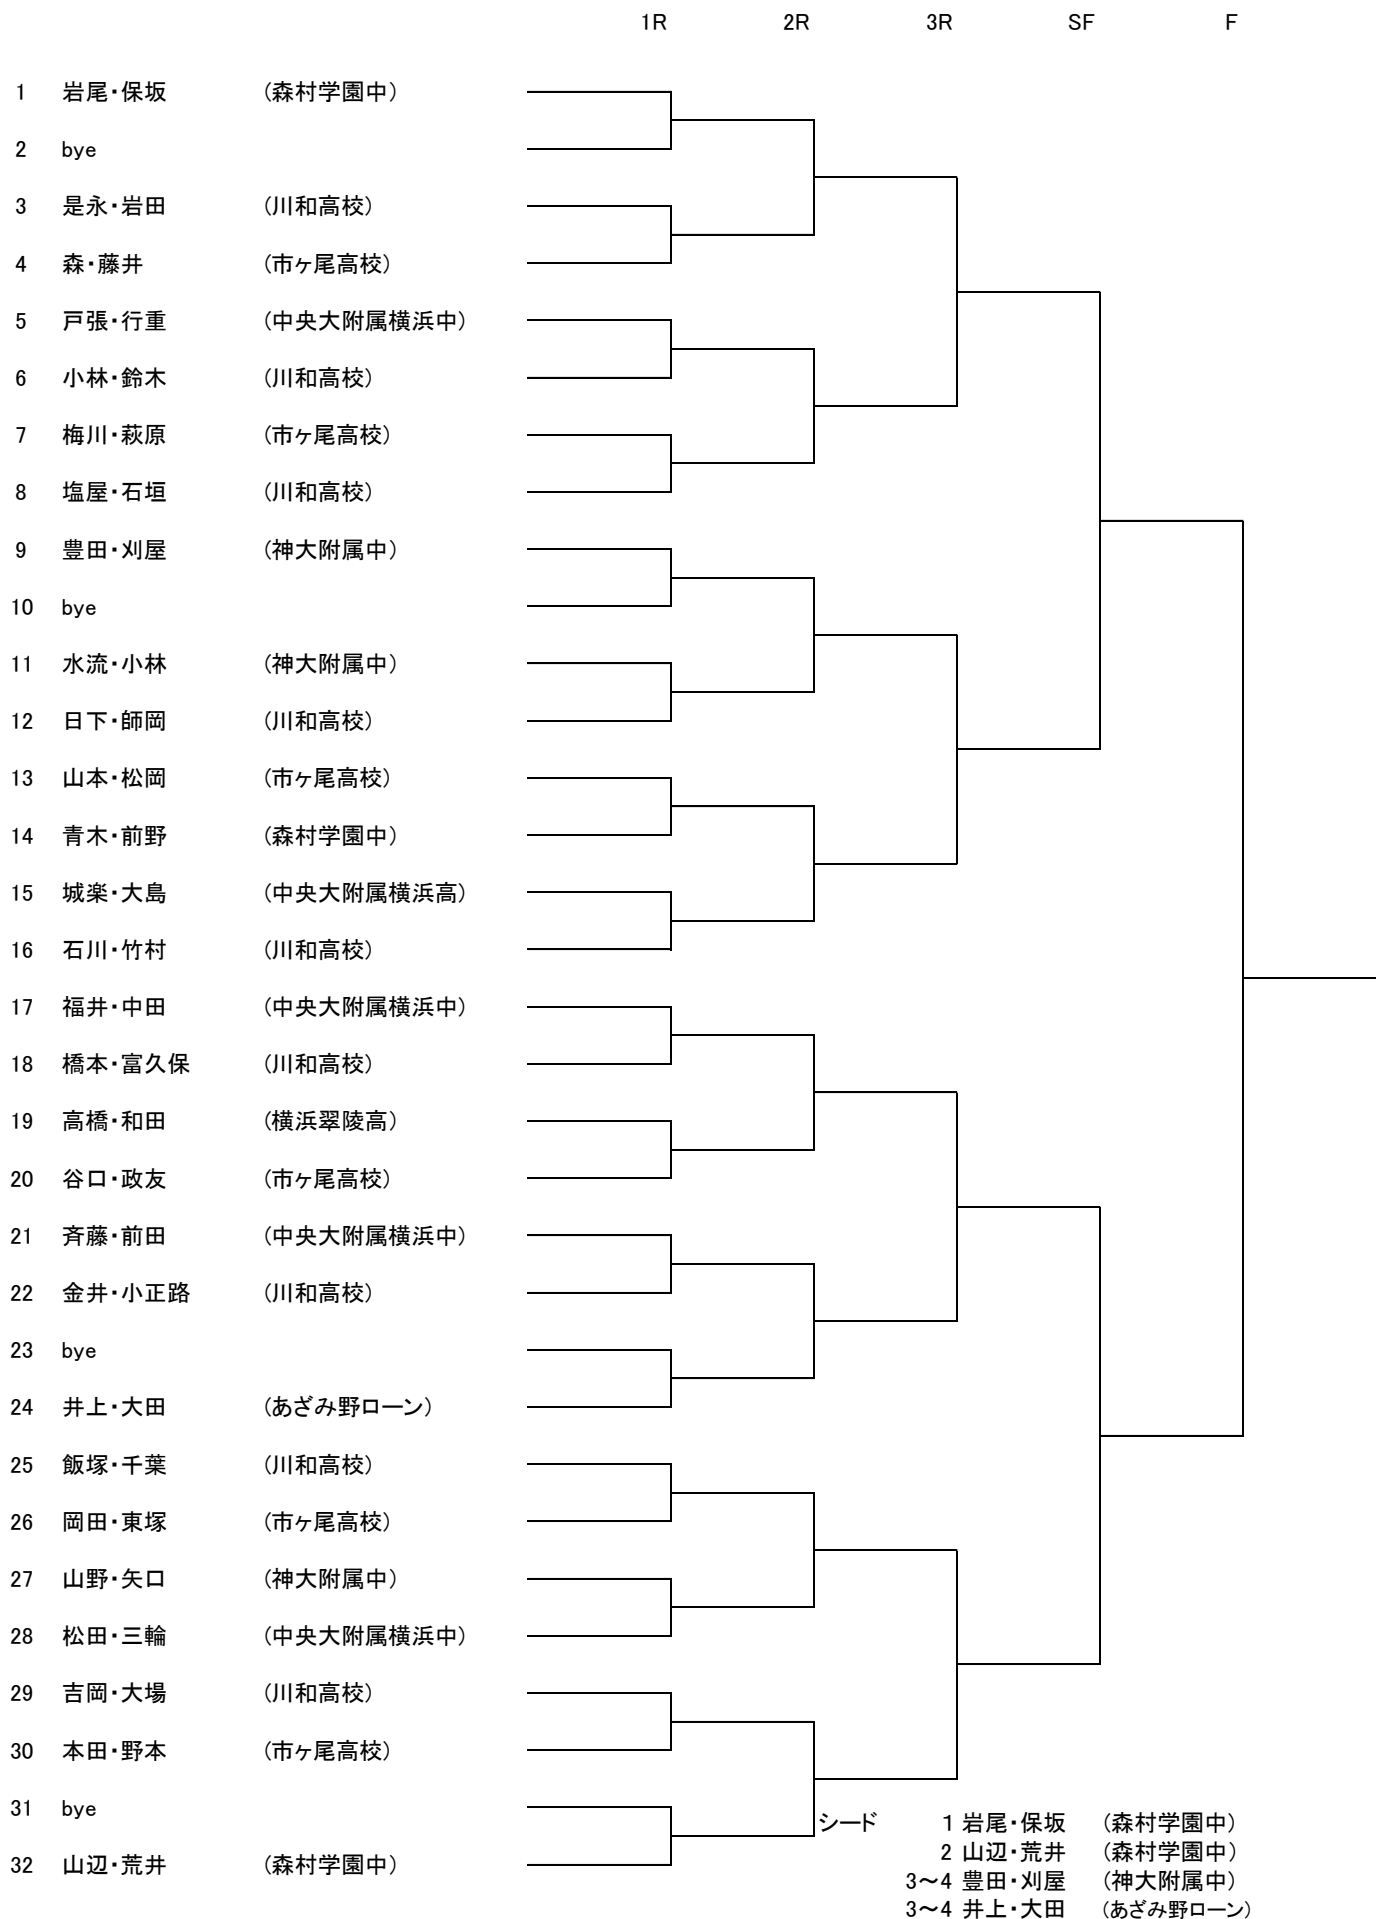 1R 2R 3R SF F
1 岩尾・保坂 (森村学園中)
2 bye
3 是永・岩田 (川和高校)
4 森・藤井 (市ヶ尾高校)
5 戸張・行重 (中央大附属横浜中)
6 小林・鈴木 (川和高校)
7 梅川・萩原 (市ヶ尾高校)
8 塩屋・石垣 (川和高校)
9 豊田・刈屋 (神大附属中)
10 bye
11 水流・小林 (神大附属中)
12 日下・師岡 (川和高校)
13 山本・松岡 (市ヶ尾高校)
14 青木・前野 (森村学園中)
15 城楽・大島 (中央大附属横浜高)
16 石川・竹村 (川和高校)
17 福井・中田 (中央大附属横浜中)
18 橋本・富久保 (川和高校)
19 高橋・和田 (横浜翠陵高)
20 谷口・政友 (市ヶ尾高校)
21 斉藤・前田 (中央大附属横浜中)
22 金井・小正路 (川和高校)
23 bye
24 井上・大田 (あざみ野ローン)
25 飯塚・千葉 (川和高校)
26 岡田・東塚 (市ヶ尾高校)
27 山野・矢口 (神大附属中)
28 松田・三輪 (中央大附属横浜中)
29 吉岡・大場 (川和高校)
30 本田・野本 (市ヶ尾高校)
31 bye
32 山辺・荒井 (森村学園中)
シード 1 岩尾・保坂 (森村学園中)
2 山辺・荒井 (森村学園中)
3～4 豊田・刈屋 (神大附属中)
3～4 井上・大田 (あざみ野ローン)